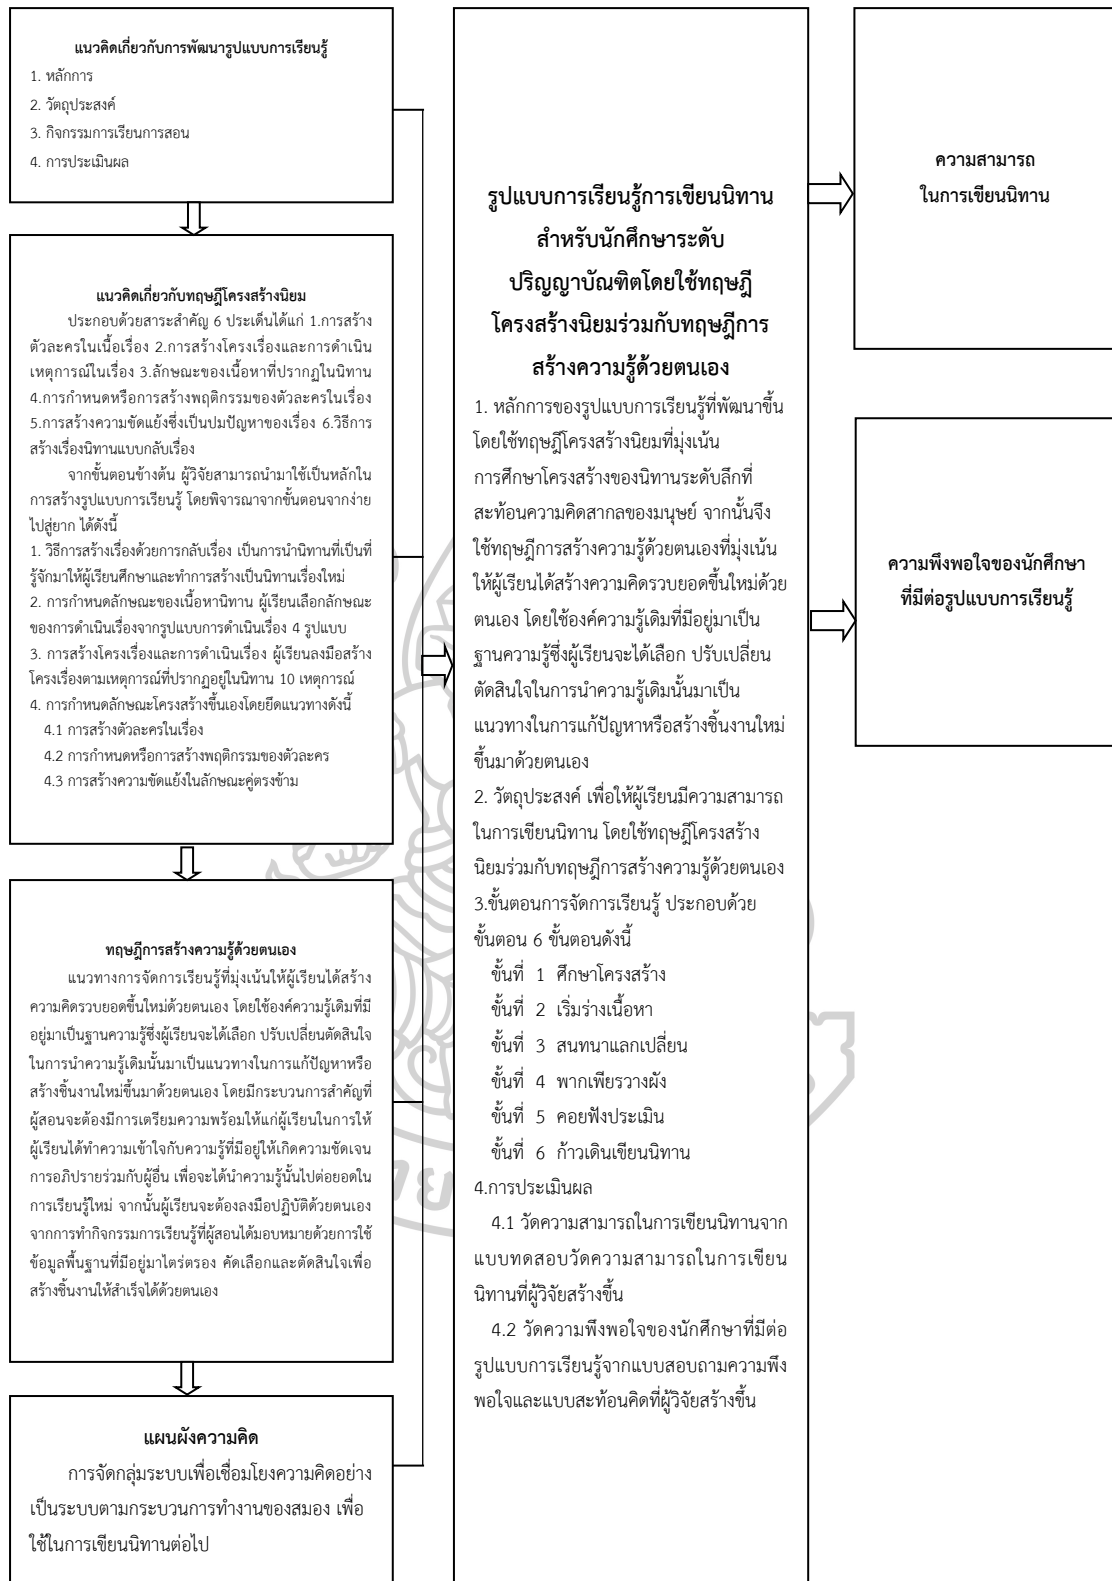 แนวคิดเกี่ยวกับการพัฒนารูปแบบการเรียนรู้
1. หลักการ
2. วัตถุประสงค์
3. กิจกรรมการเรียนการสอน
4. การประเมินผล
แนวคิดเกี่ยวกับทฤษฎีโครงสร้างนิยม
ประกอบด้วยสาระสำคัญ 6 ประเด็นได้แก่ 1.การสร้าง
ตัวละครในเนื้อเรื่อง 2.การสร้างโครงเรื่องและการดำเนิน
เหตุการณ์ในเรื่อง 3.ลักษณะของเนื้อหาที่ปรากฏในนิทาน
4.การกำหนดหรือการสร้างพฤติกรรมของตัวละครในเรื่อง
5.การสร้างความขัดแย้งซึ่งเป็นปมปัญหาของเรื่อง 6.วิธีการ
สร้างเรื่องนิทานแบบกลับเรื่อง
จากขั้นตอนข้างต้น ผู้วิจัยสามารถนำมาใช้เป็นหลักใน
การสร้างรูปแบบการเรียนรู้ โดยพิจารณาจากขั้นตอนจากง่าย
ไปสู่ยาก ได้ดังนี้
1. วิธีการสร้างเรื่องด้วยการกลับเรื่อง เป็นการนำนิทานที่เป็นที่
รู้จักมาให้ผู้เรียนศึกษาและทำการสร้างเป็นนิทานเรื่องใหม่
2. การกำหนดลักษณะของเนื้อหานิทาน ผู้เรียนเลือกลักษณะ
ของการดำเนินเรื่องจากรูปแบบการดำเนินเรื่อง 4 รูปแบบ
3. การสร้างโครงเรื่องและการดำเนินเรื่อง ผู้เรียนลงมือสร้าง
โครงเรื่องตามเหตุการณ์ที่ปรากฏอยู่ในนิทาน 10 เหตุการณ์
4. การกำหนดลักษณะโครงสร้างขึ้นเองโดยยึดแนวทางดังนี้
4.1 การสร้างตัวละครในเรื่อง
4.2 การกำหนดหรือการสร้างพฤติกรรมของตัวละคร
4.3 การสร้างความขัดแย้งในลักษณะคู่ตรงข้าม
ทฤษฎีการสร้างความรู้ด้วยตนเอง
แนวทางการจัดการเรียนรู้ที่มุ่งเน้นให้ผู้เรียนได้สร้าง
ความคิดรวบยอดขึ้นใหม่ด้วยตนเอง โดยใช้องค์ความรู้เดิมที่มี
อยู่มาเป็นฐานความรู้ซึ่งผู้เรียนจะได้เลือก ปรับเปลี่ยนตัดสินใจ
ในการนำความรู้เดิมนั้นมาเป็นแนวทางในการแก้ปัญหาหรือ
สร้างชิ้นงานใหม่ขึ้นมาด้วยตนเอง โดยมีกระบวนการสำคัญที่
ผู้สอนจะต้องมีการเตรียมความพร้อมให้แก่ผู้เรียนในการให้
ผู้เรียนได้ทำความเข้าใจกับความรู้ที่มีอยู่ให้เกิดความชัดเจน
การอภิปรายร่วมกับผู้อื่น เพื่อจะได้นำความรู้นั้นไปต่อยอดใน
การเรียนรู้ใหม่ จากนั้นผู้เรียนจะต้องลงมือปฏิบัติด้วยตนเอง
จากการทำกิจกรรมการเรียนรู้ที่ผู้สอนได้มอบหมายด้วยการใช้
ข้อมูลพื้นฐานที่มีอยู่มาไตร่ตรอง คัดเลือกและตัดสินใจเพื่อ
สร้างชิ้นงานให้สำเร็จได้ด้วยตนเอง
แผนผังความคิด
การจัดกลุ่มระบบเพื่อเชื่อมโยงความคิดอย่าง
เป็นระบบตามกระบวนการทำงานของสมอง เพื่อ
ใช้ในการเขียนนิทานต่อไป
รูปแบบการเรียนรู้การเขียนนิทาน
สำหรับนักศึกษาระดับ
ปริญญาบัณฑิตโดยใช้ทฤษฎี
โครงสร้างนิยมร่วมกับทฤษฎีการ
สร้างความรู้ด้วยตนเอง
1. หลักการของรูปแบบการเรียนรู้ที่พัฒนาขึ้น
โดยใช้ทฤษฎีโครงสร้างนิยมที่มุ่งเน้น
การศึกษาโครงสร้างของนิทานระดับลึกที่
สะท้อนความคิดสากลของมนุษย์ จากนั้นจึง
ใช้ทฤษฎีการสร้างความรู้ด้วยตนเองที่มุ่งเน้น
ให้ผู้เรียนได้สร้างความคิดรวบยอดขึ้นใหม่ด้วย
ตนเอง โดยใช้องค์ความรู้เดิมที่มีอยู่มาเป็น
ฐานความรู้ซึ่งผู้เรียนจะได้เลือก ปรับเปลี่ยน
ตัดสินใจในการนำความรู้เดิมนั้นมาเป็น
แนวทางในการแก้ปัญหาหรือสร้างชิ้นงานใหม่
ขึ้นมาด้วยตนเอง
2. วัตถุประสงค์ เพื่อให้ผู้เรียนมีความสามารถ
ในการเขียนนิทาน โดยใช้ทฤษฎีโครงสร้าง
นิยมร่วมกับทฤษฎีการสร้างความรู้ด้วยตนเอง
3.ขั้นตอนการจัดการเรียนรู้ ประกอบด้วย
ขั้นตอน 6 ขั้นตอนดังนี้
ขั้นที่ 1 ศึกษาโครงสร้าง
ขั้นที่ 2 เริ่มร่างเนื้อหา
ขั้นที่ 3 สนทนาแลกเปลี่ยน
ขั้นที่ 4 พากเพียรวางผัง
ขั้นที่ 5 คอยฟังประเมิน
ขั้นที่ 6 ก้าวเดินเขียนนิทาน
4.การประเมินผล
4.1 วัดความสามารถในการเขียนนิทานจาก
แบบทดสอบวัดความสามารถในการเขียน
นิทานที่ผู้วิจัยสร้างขึ้น
4.2 วัดความพึงพอใจของนักศึกษาที่มีต่อ
รูปแบบการเรียนรู้จากแบบสอบถามความพึง
พอใจและแบบสะท้อนคิดที่ผู้วิจัยสร้างขึ้น
ความสามารถ
ในการเขียนนิทาน
ความพึงพอใจของนักศึกษา
ที่มีต่อรูปแบบการเรียนรู้